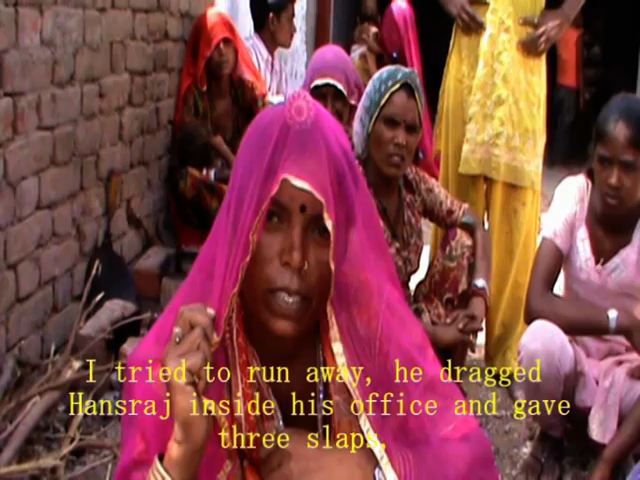 I tried to run away, he dragged
Hansraj inside his office and gave
three slaps,